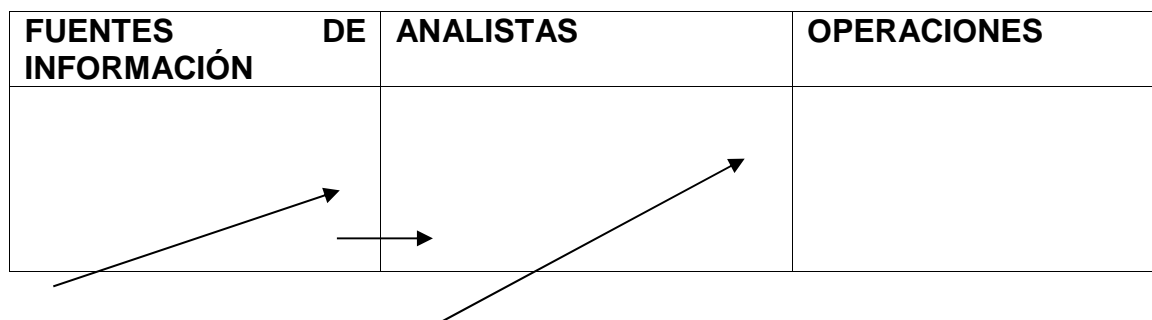 FUENTES DE INFORMACIÓN
ANALISTAS
OPERACIONES